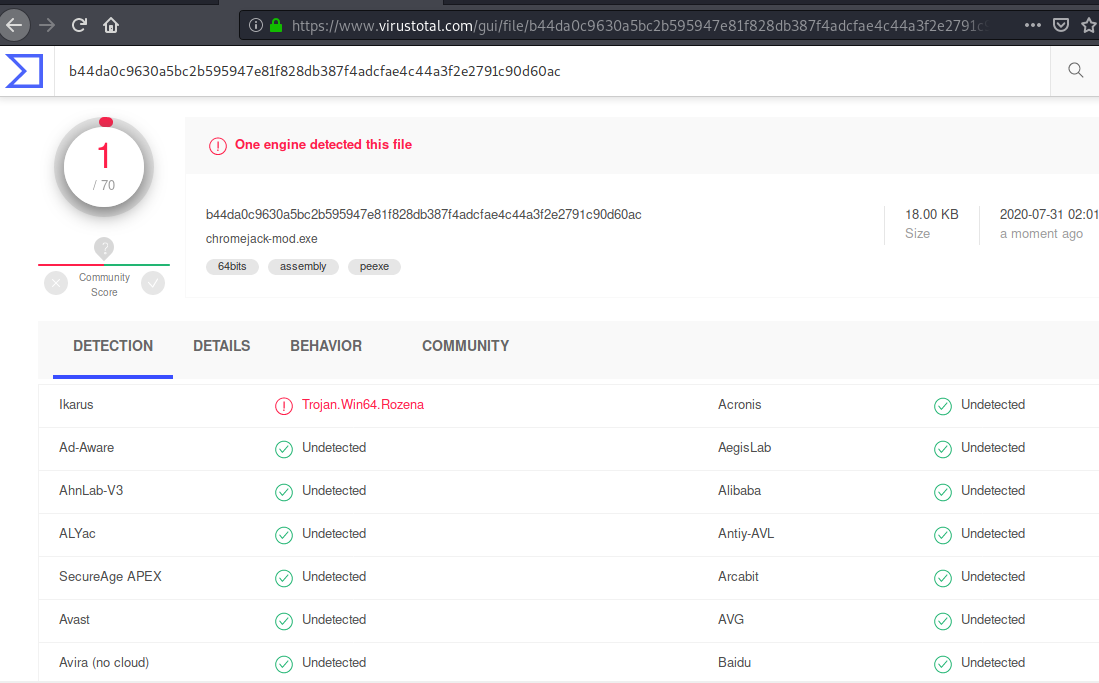 https://www.virustotal.com/gui/file/b44da0c9630a5bc2b595947e81f828db387f4adcfae4c44a3f2e2791c
b44da0c9630a5bc2b595947e81f828db387f4adcfae4c44a3f2e2791c90d60ac
1
/ 70
?
Community
Score
One engine detected this file
b44da0c9630a5bc2b595947e81f828db387f4adcfae4c44a3f2e2791c90d60ac
chromejack-mod.exe
64bits assembly peexe
18.00 KB
Size
2020-07-31 02:01
a moment ago
DETECTION DETAILS BEHAVIOR COMMUNITY
Ikarus Trojan.Win64.Rozena Acronis Undetected
Ad-Aware Undetected AegisLab Undetected
AhnLab-V3 Undetected Alibaba Undetected
ALYac Undetected Antiy-AVL Undetected
SecureAge APEX Undetected Arcabit Undetected
Avast Undetected AVG Undetected
Avira (no cloud) Undetected Baidu Undetected